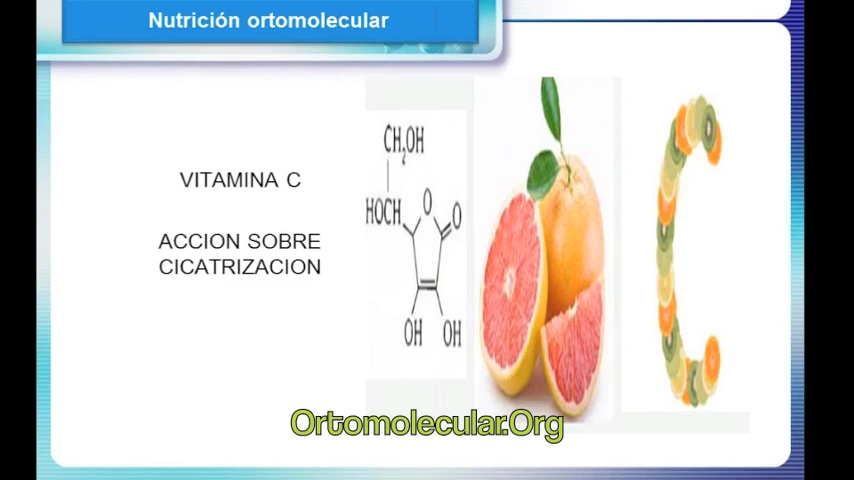 Nutrición ortomolecular
VITAMINA C
ACCION SOBRE
CICATRIZACION
CH2OH
HOCH
O
O
OH
OH
C
Ortomolecular.Org